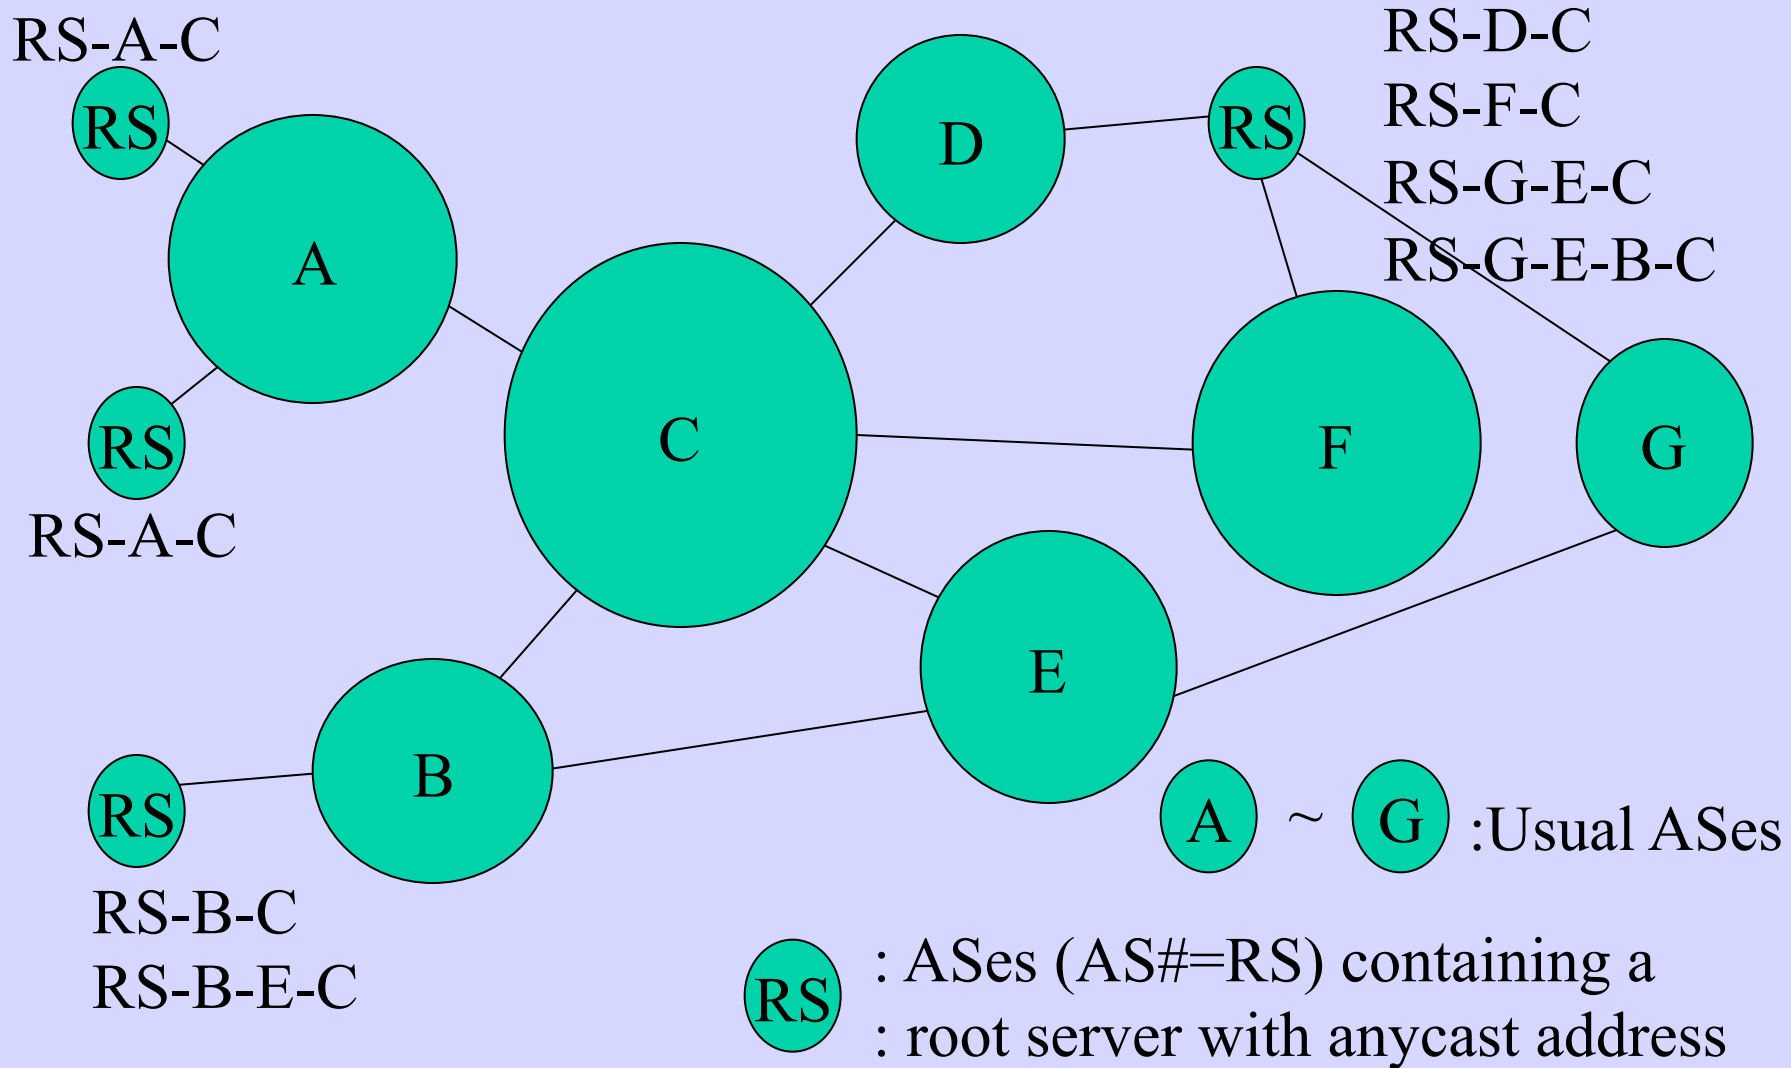 RS-A-C
RS
A
RS
RS-A-C
D
RS
RS-D-C
RS-F-C
RS-G-E-C
RS-G-E-B-C
C
F
G
E
B
RS
RS-B-C
RS-B-E-C
A ~ G :Usual ASes
RS : ASes (AS#=RS) containing a
: root server with anycast address